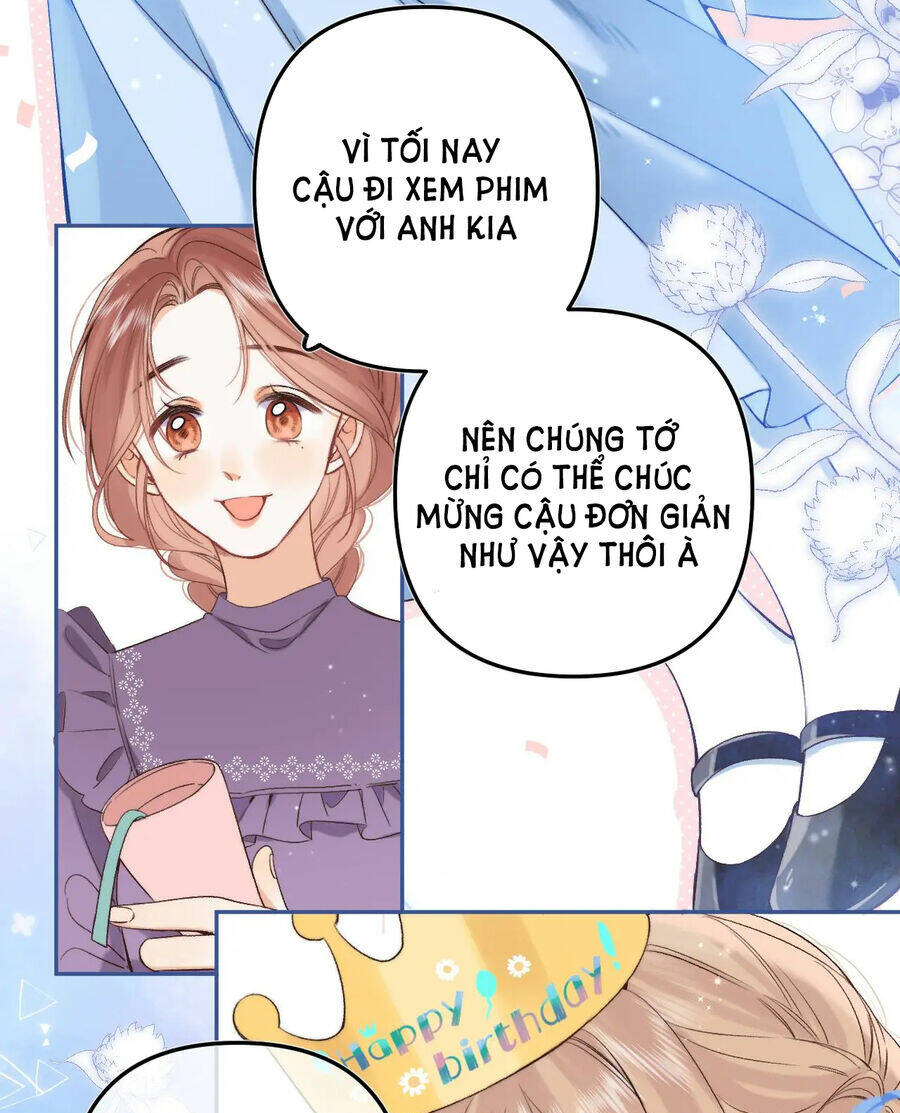 VÌ TỐI NAY
CẬU ĐI XEM PHIM
VỚI ANH KIA
NÊN CHÚNG TỚ
CHỈ CÓ THỂ CHÚC
MỪNG CẬU ĐƠN GIẢN
NHƯ VẬY THÔI À
Happy
birthday!